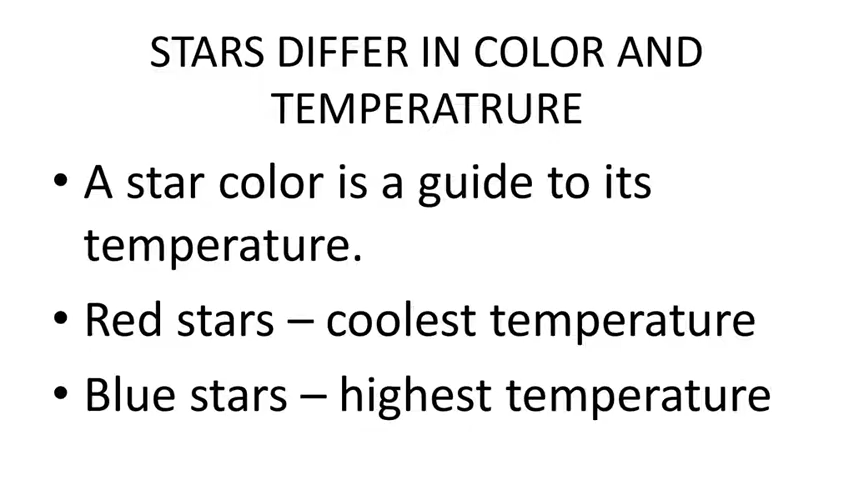 STARS DIFFER IN COLOR AND
TEMPERATRURE
• A star color is a guide to its
temperature.
• Red stars – coolest temperature
• Blue stars – highest temperature